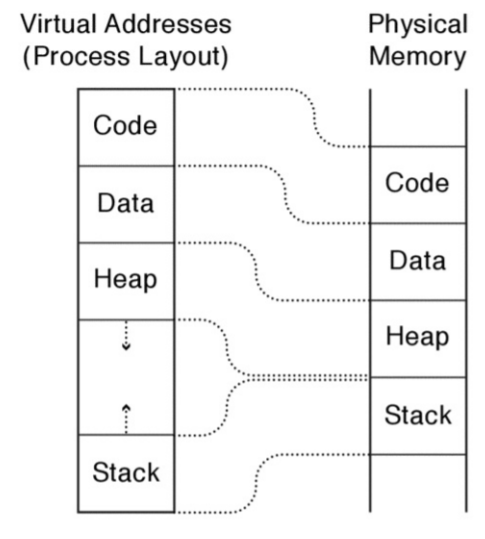 Virtual Addresses
(Process Layout)
Physical
Memory
Code
Data
Heap
Stack
Code
Data
Heap
Stack